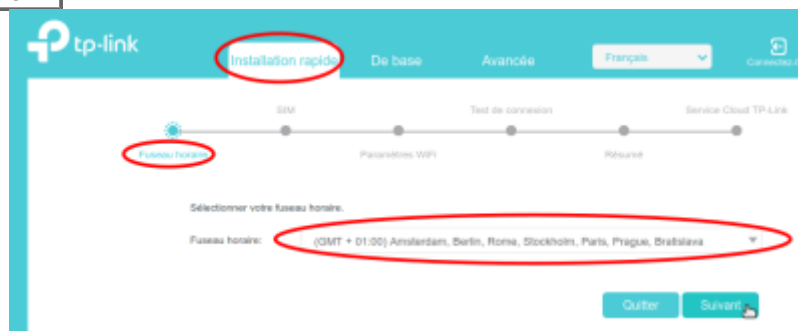 tp-link
Installation rapide De base Avancée Français
SIM Test de connexion Service Cloud TP-Link
Fuseau horaire Paramètres WiFi Résumé
Sélectionner votre fuseau horaire.
Fuseau horaire: (GMT + 01:00) Amsterdam, Berlin, Rome, Stockholm, Paris, Prague, Bratislava
Quitter Suivant